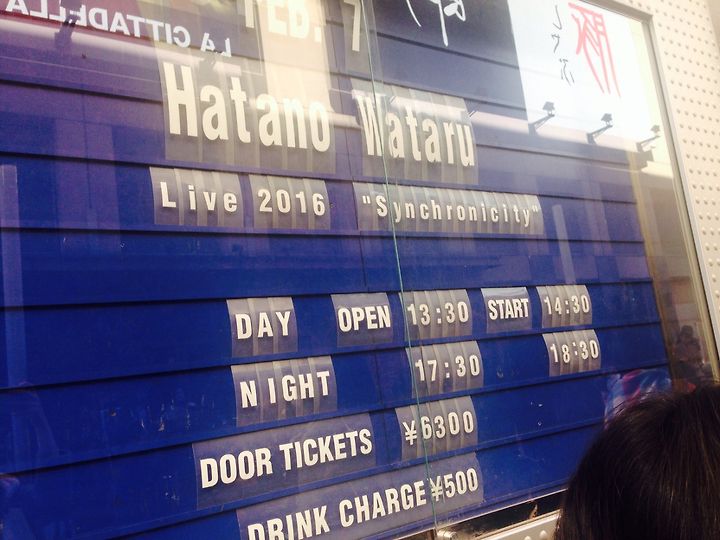 LA CITTADELLA
FEB. 7
Hatano Wataru
Live 2016 "Synchronicity"
DAY OPEN 13:30 START 14:30
NIGHT 17:30 18:30
DOOR TICKETS ¥6300
DRINK CHARGE ¥500